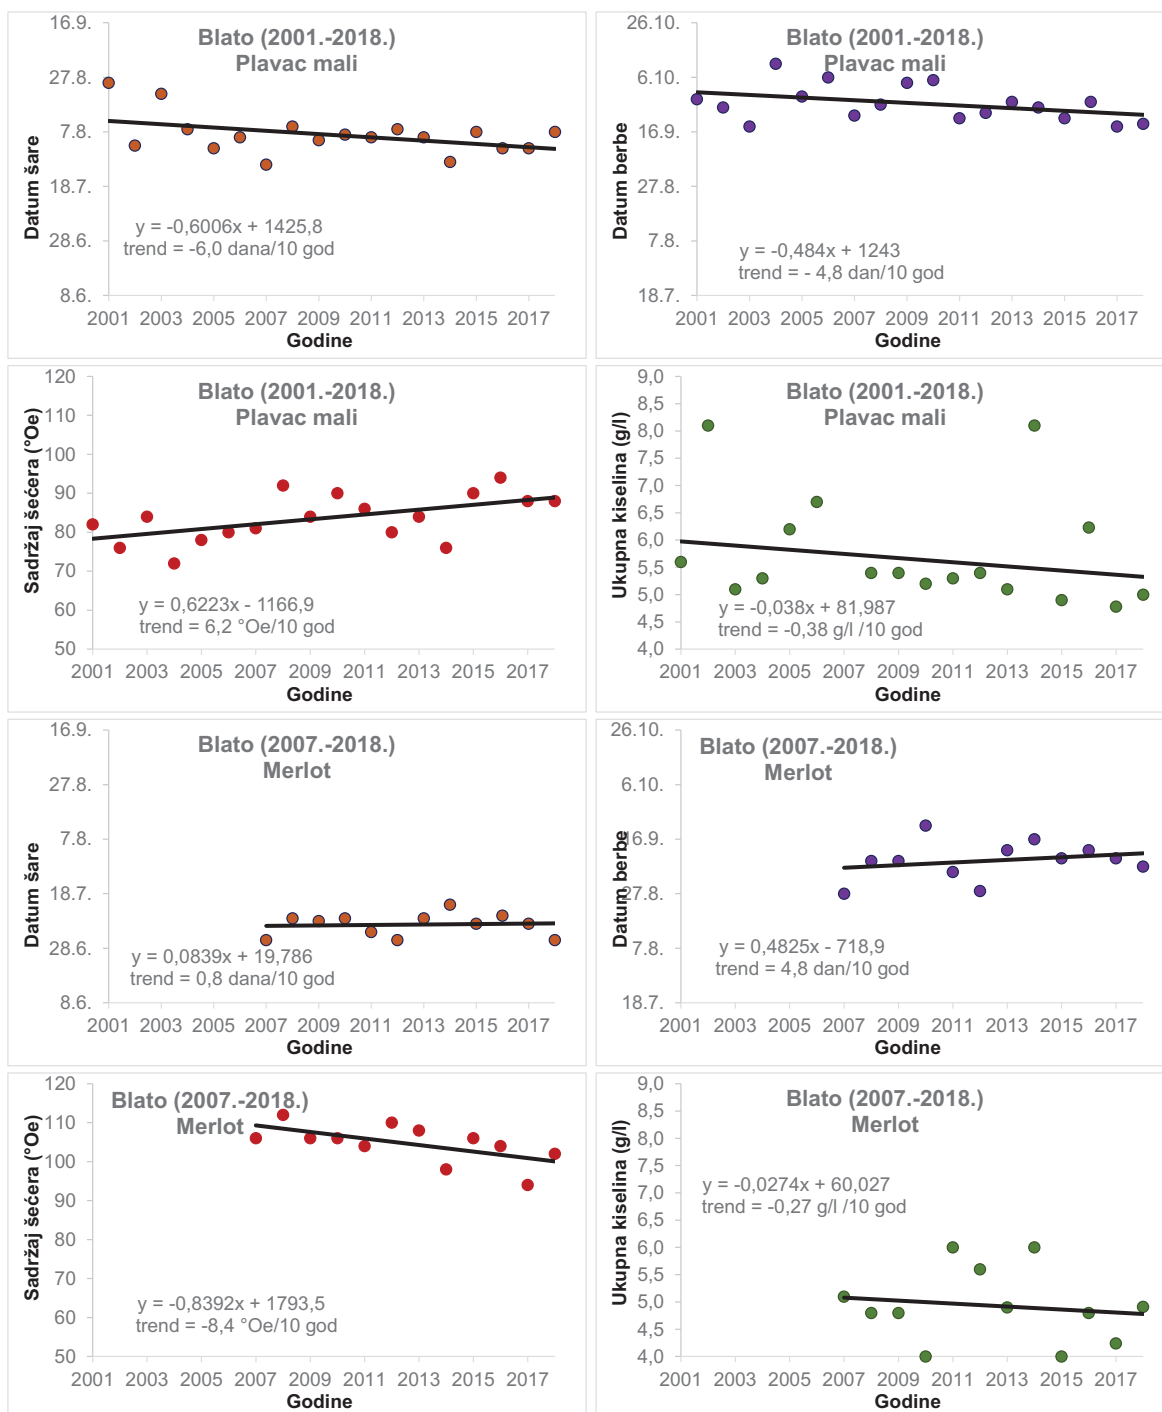 Blato (2001.-2018.)
Plavac mali
Datum šare
16.9.
27.8.
7.8.
18.7.
28.6.
8.6.
y = -0,6006x + 1425,8
trend = -6,0 dana/10 god
2001 2003 2005 2007 2009 2011 2013 2015 2017
Godine
Blato (2001.-2018.)
Plavac mali
Datum berbe
26.10.
6.10.
16.9.
27.8.
7.8.
18.7.
y = -0,484x + 1243
trend = - 4,8 dan/10 god
2001 2003 2005 2007 2009 2011 2013 2015 2017
Godine
Blato (2001.-2018.)
Plavac mali
Sadržaj šećera (°Oe)
120
110
100
90
80
70
60
50
y = 0,6223x - 1166,9
trend = 6,2 °Oe/10 god
2001 2003 2005 2007 2009 2011 2013 2015 2017
Godine
Blato (2001.-2018.)
Plavac mali
Ukupna kiselina (g/l)
9,0
8,5
8,0
7,5
7,0
6,5
6,0
5,5
5,0
4,5
4,0
y = -0,038x + 81,987
trend = -0,38 g/l /10 god
2001 2003 2005 2007 2009 2011 2013 2015 2017
Godine
Blato (2007.-2018.)
Merlot
Datum šare
16.9.
27.8.
7.8.
18.7.
28.6.
8.6.
y = 0,0839x + 19,786
trend = 0,8 dana/10 god
2001 2003 2005 2007 2009 2011 2013 2015 2017
Godine
Blato (2007.-2018.)
Merlot
Datum berbe
26.10.
6.10.
16.9.
27.8.
7.8.
18.7.
y = 0,4825x - 718,9
trend = 4,8 dan/10 god
2001 2003 2005 2007 2009 2011 2013 2015 2017
Godine
Blato (2007.-2018.)
Merlot
Sadržaj šećera (°Oe)
120
110
100
90
80
70
60
50
y = -0,8392x + 1793,5
trend = -8,4 °Oe/10 god
2001 2003 2005 2007 2009 2011 2013 2015 2017
Godine
Blato (2007.-2018.)
Merlot
Ukupna kiselina (g/l)
9,0
8,5
8,0
7,5
7,0
6,5
6,0
5,5
5,0
4,5
4,0
y = -0,0274x + 60,027
trend = -0,27 g/l /10 god
2001 2003 2005 2007 2009 2011 2013 2015 2017
Godine